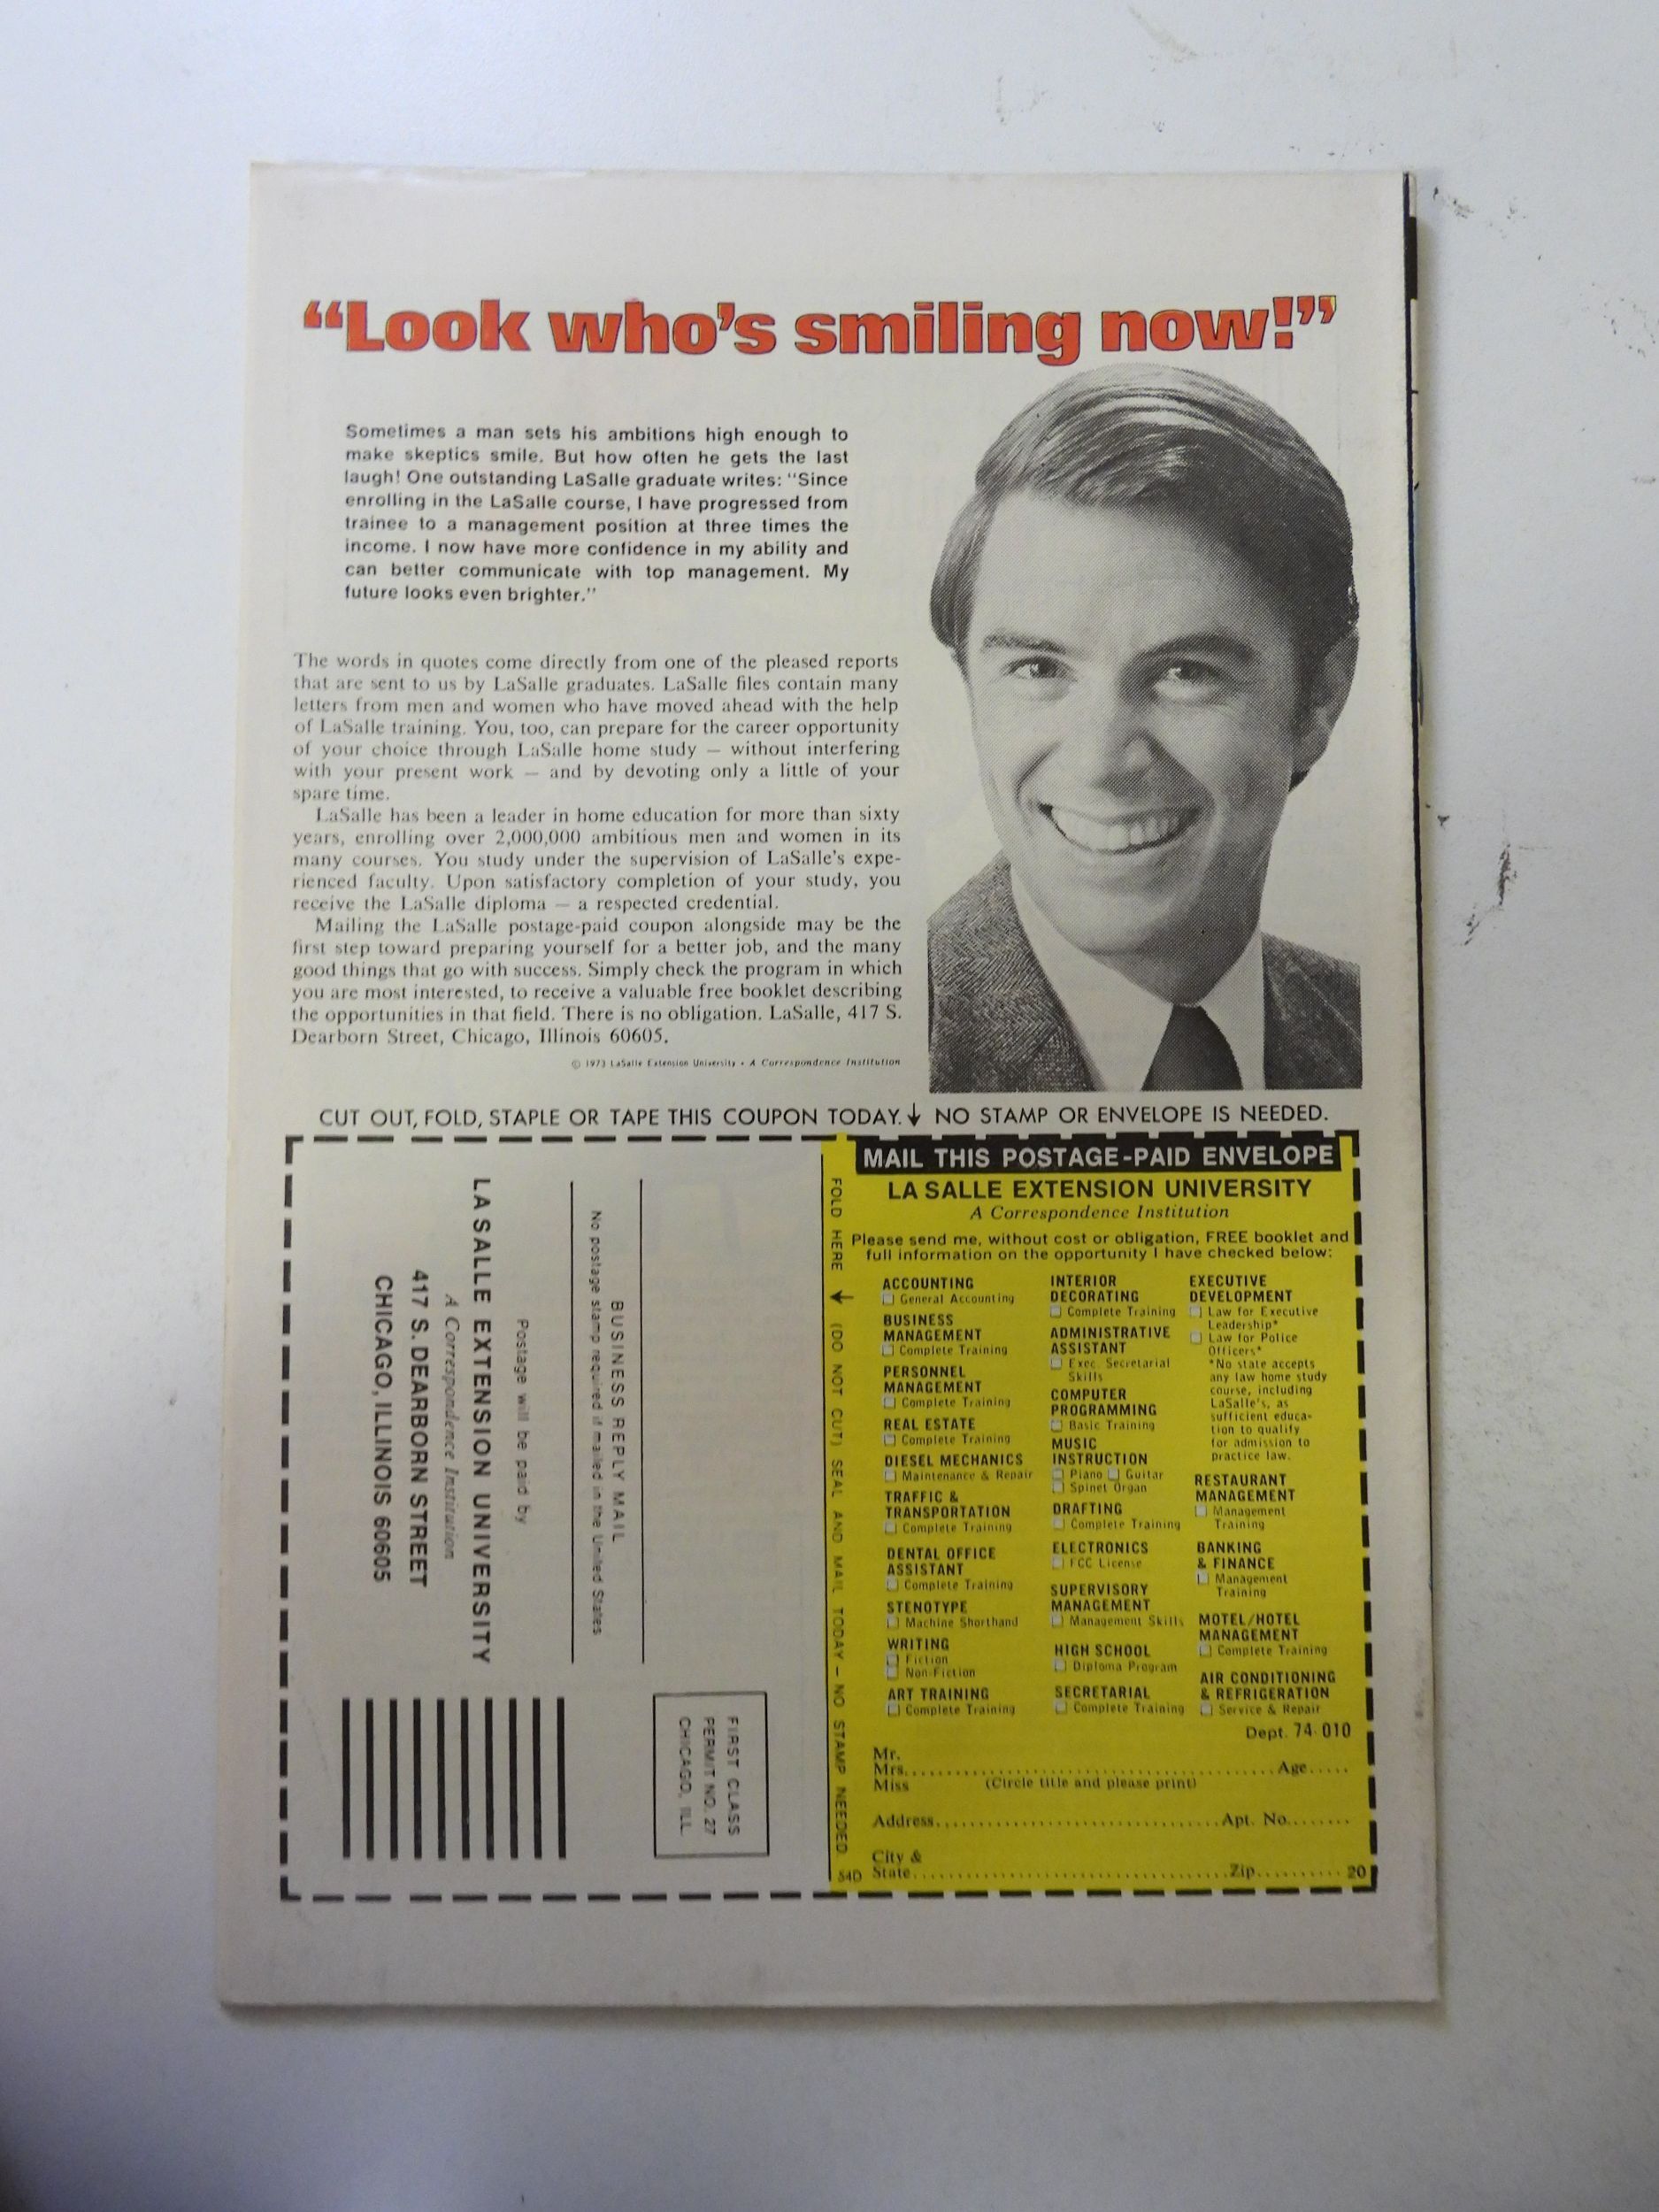 “Look who’s smiling now!”
Sometimes a man sets his ambitions high enough to
make skeptics smile. But how often he gets the last
laugh! One outstanding LaSalle graduate writes: “Since
enrolling in the LaSalle course, I have progressed from
trainee to a management position at three times the
income. I now have more confidence in my ability and
can better communicate with top management. My
future looks even brighter.”
The words in quotes come directly from one of the pleased reports
that are sent to us by LaSalle graduates. LaSalle files contain many
letters from men and women who have moved ahead with the help
of LaSalle training. You, too, can prepare for the career opportunity
of your choice through LaSalle home study — without interfering
with your present work — and by devoting only a little of your
spare time.
LaSalle has been a leader in home education for more than sixty
years, enrolling over 2,000,000 ambitious men and women in its
many courses. You study under the supervision of LaSalle’s expe-
rienced faculty. Upon satisfactory completion of your study, you
receive the LaSalle diploma — a respected credential.
Mailing the LaSalle postage-paid coupon alongside may be the
first step toward preparing yourself for a better job, and the many
good things that go with success. Simply check the program in which
you are most interested, to receive a valuable free booklet describing
the opportunities in that field. There is no obligation. LaSalle, 417 S.
Dearborn Street, Chicago, Illinois 60605.
© 1973 LaSalle Extension University • A Correspondence Institution
CUT OUT, FOLD, STAPLE OR TAPE THIS COUPON TODAY. ↓ NO STAMP OR ENVELOPE IS NEEDED.
FIRST CLASS
PERMIT NO. 27
CHICAGO, ILL.
BUSINESS REPLY MAIL
No postage stamp required if mailed in the United States
Postage will be paid by
LA SALLE EXTENSION UNIVERSITY
A Correspondence Institution
417 S. DEARBORN STREET
CHICAGO, ILLINOIS 60605
FOLD HERE ↓ (DO NOT CUT) SEAL AND MAIL TODAY – NO STAMP NEEDED
54D
MAIL THIS POSTAGE-PAID ENVELOPE
LA SALLE EXTENSION UNIVERSITY
A Correspondence Institution
Please send me, without cost or obligation, FREE booklet and
full information on the opportunity I have checked below:
ACCOUNTING
☐ General Accounting
BUSINESS
MANAGEMENT
☐ Complete Training
PERSONNEL
MANAGEMENT
☐ Complete Training
REAL ESTATE
☐ Complete Training
DIESEL MECHANICS
☐ Maintenance & Repair
TRAFFIC &
TRANSPORTATION
☐ Complete Training
DENTAL OFFICE
ASSISTANT
☐ Complete Training
STENOTYPE
☐ Machine Shorthand
WRITING
☐ Fiction
☐ Non-Fiction
ART TRAINING
☐ Complete Training
INTERIOR
DECORATING
☐ Complete Training
ADMINISTRATIVE
ASSISTANT
☐ Exec. Secretarial
Skills
COMPUTER
PROGRAMMING
☐ Basic Training
MUSIC
INSTRUCTION
☐ Piano ☐ Guitar
☐ Spinet Organ
DRAFTING
☐ Complete Training
ELECTRONICS
☐ FCC License
SUPERVISORY
MANAGEMENT
☐ Management Skills
HIGH SCHOOL
☐ Diploma Program
SECRETARIAL
☐ Complete Training
EXECUTIVE
DEVELOPMENT
☐ Law for Executive
Leadership*
☐ Law for Police
Officers*
*No state accepts
any law home study
course, including
LaSalle’s, as
sufficient educa-
tion to qualify
for admission to
practice law.
RESTAURANT
MANAGEMENT
☐ Management
Training
BANKING
& FINANCE
☐ Management
Training
MOTEL/HOTEL
MANAGEMENT
☐ Complete Training
AIR CONDITIONING
& REFRIGERATION
☐ Service & Repair
Dept. 74-010
Mr.
Mrs. Age
Miss (Circle title and please print)
Address Apt. No.
City &
State Zip 20